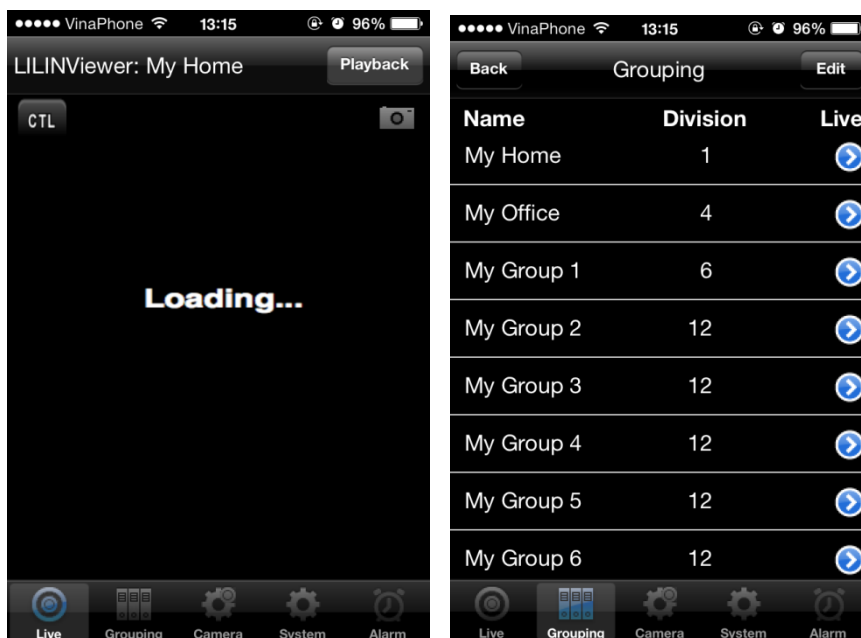 VinaPhone 13:15 96%
LILINViewer: My Home Playback
CTL
Loading...
Live Grouping Camera System Alarm
VinaPhone 13:15 96%
Back Grouping Edit
Name Division Live
My Home 1
My Office 4
My Group 1 6
My Group 2 12
My Group 3 12
My Group 4 12
My Group 5 12
My Group 6 12
Live Grouping Camera System Alarm